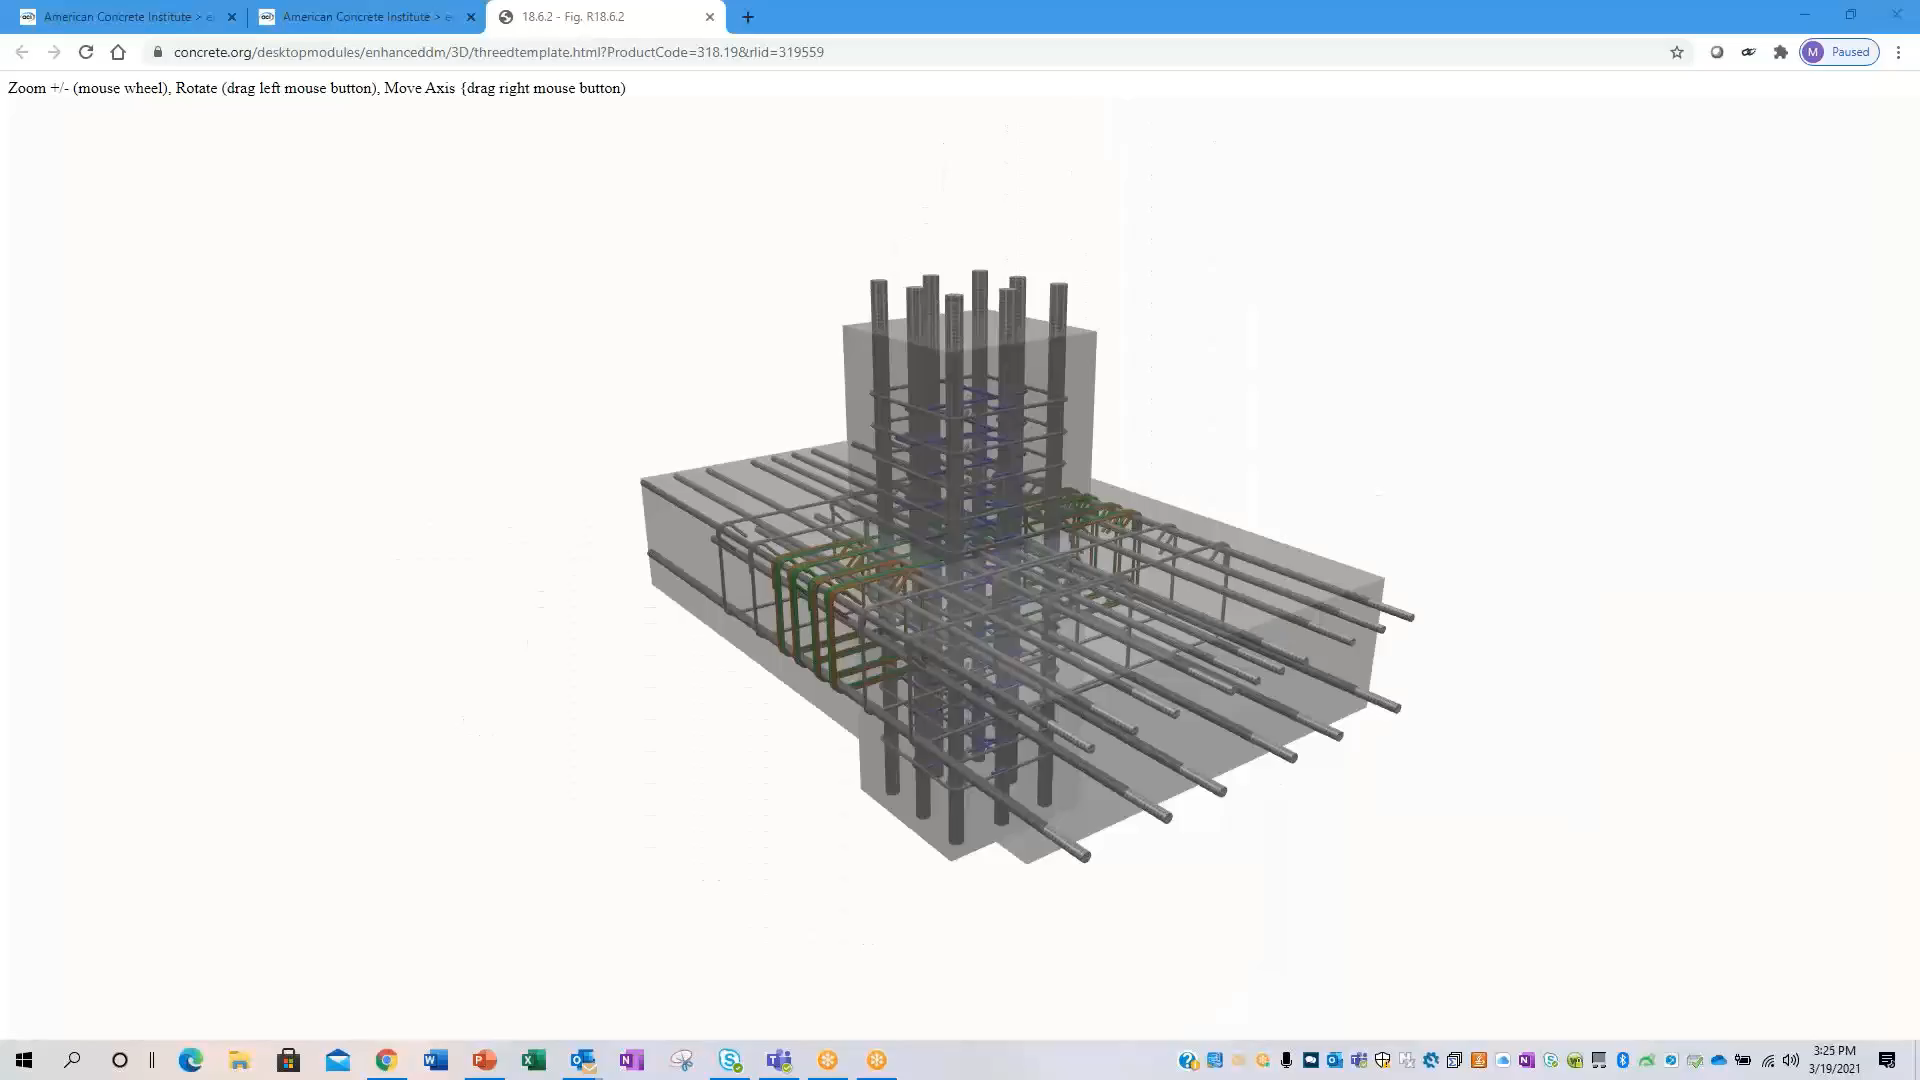 American Concrete Institute > e
American Concrete Institute > e
18.6.2 - Fig. R18.6.2
concrete.org/desktopmodules/enhanceddm/3D/threedtemplate.html?ProductCode=318.19&rlid=319559
M Paused
Zoom +/- (mouse wheel), Rotate (drag left mouse button), Move Axis {drag right mouse button)
3:25 PM
3/19/2021